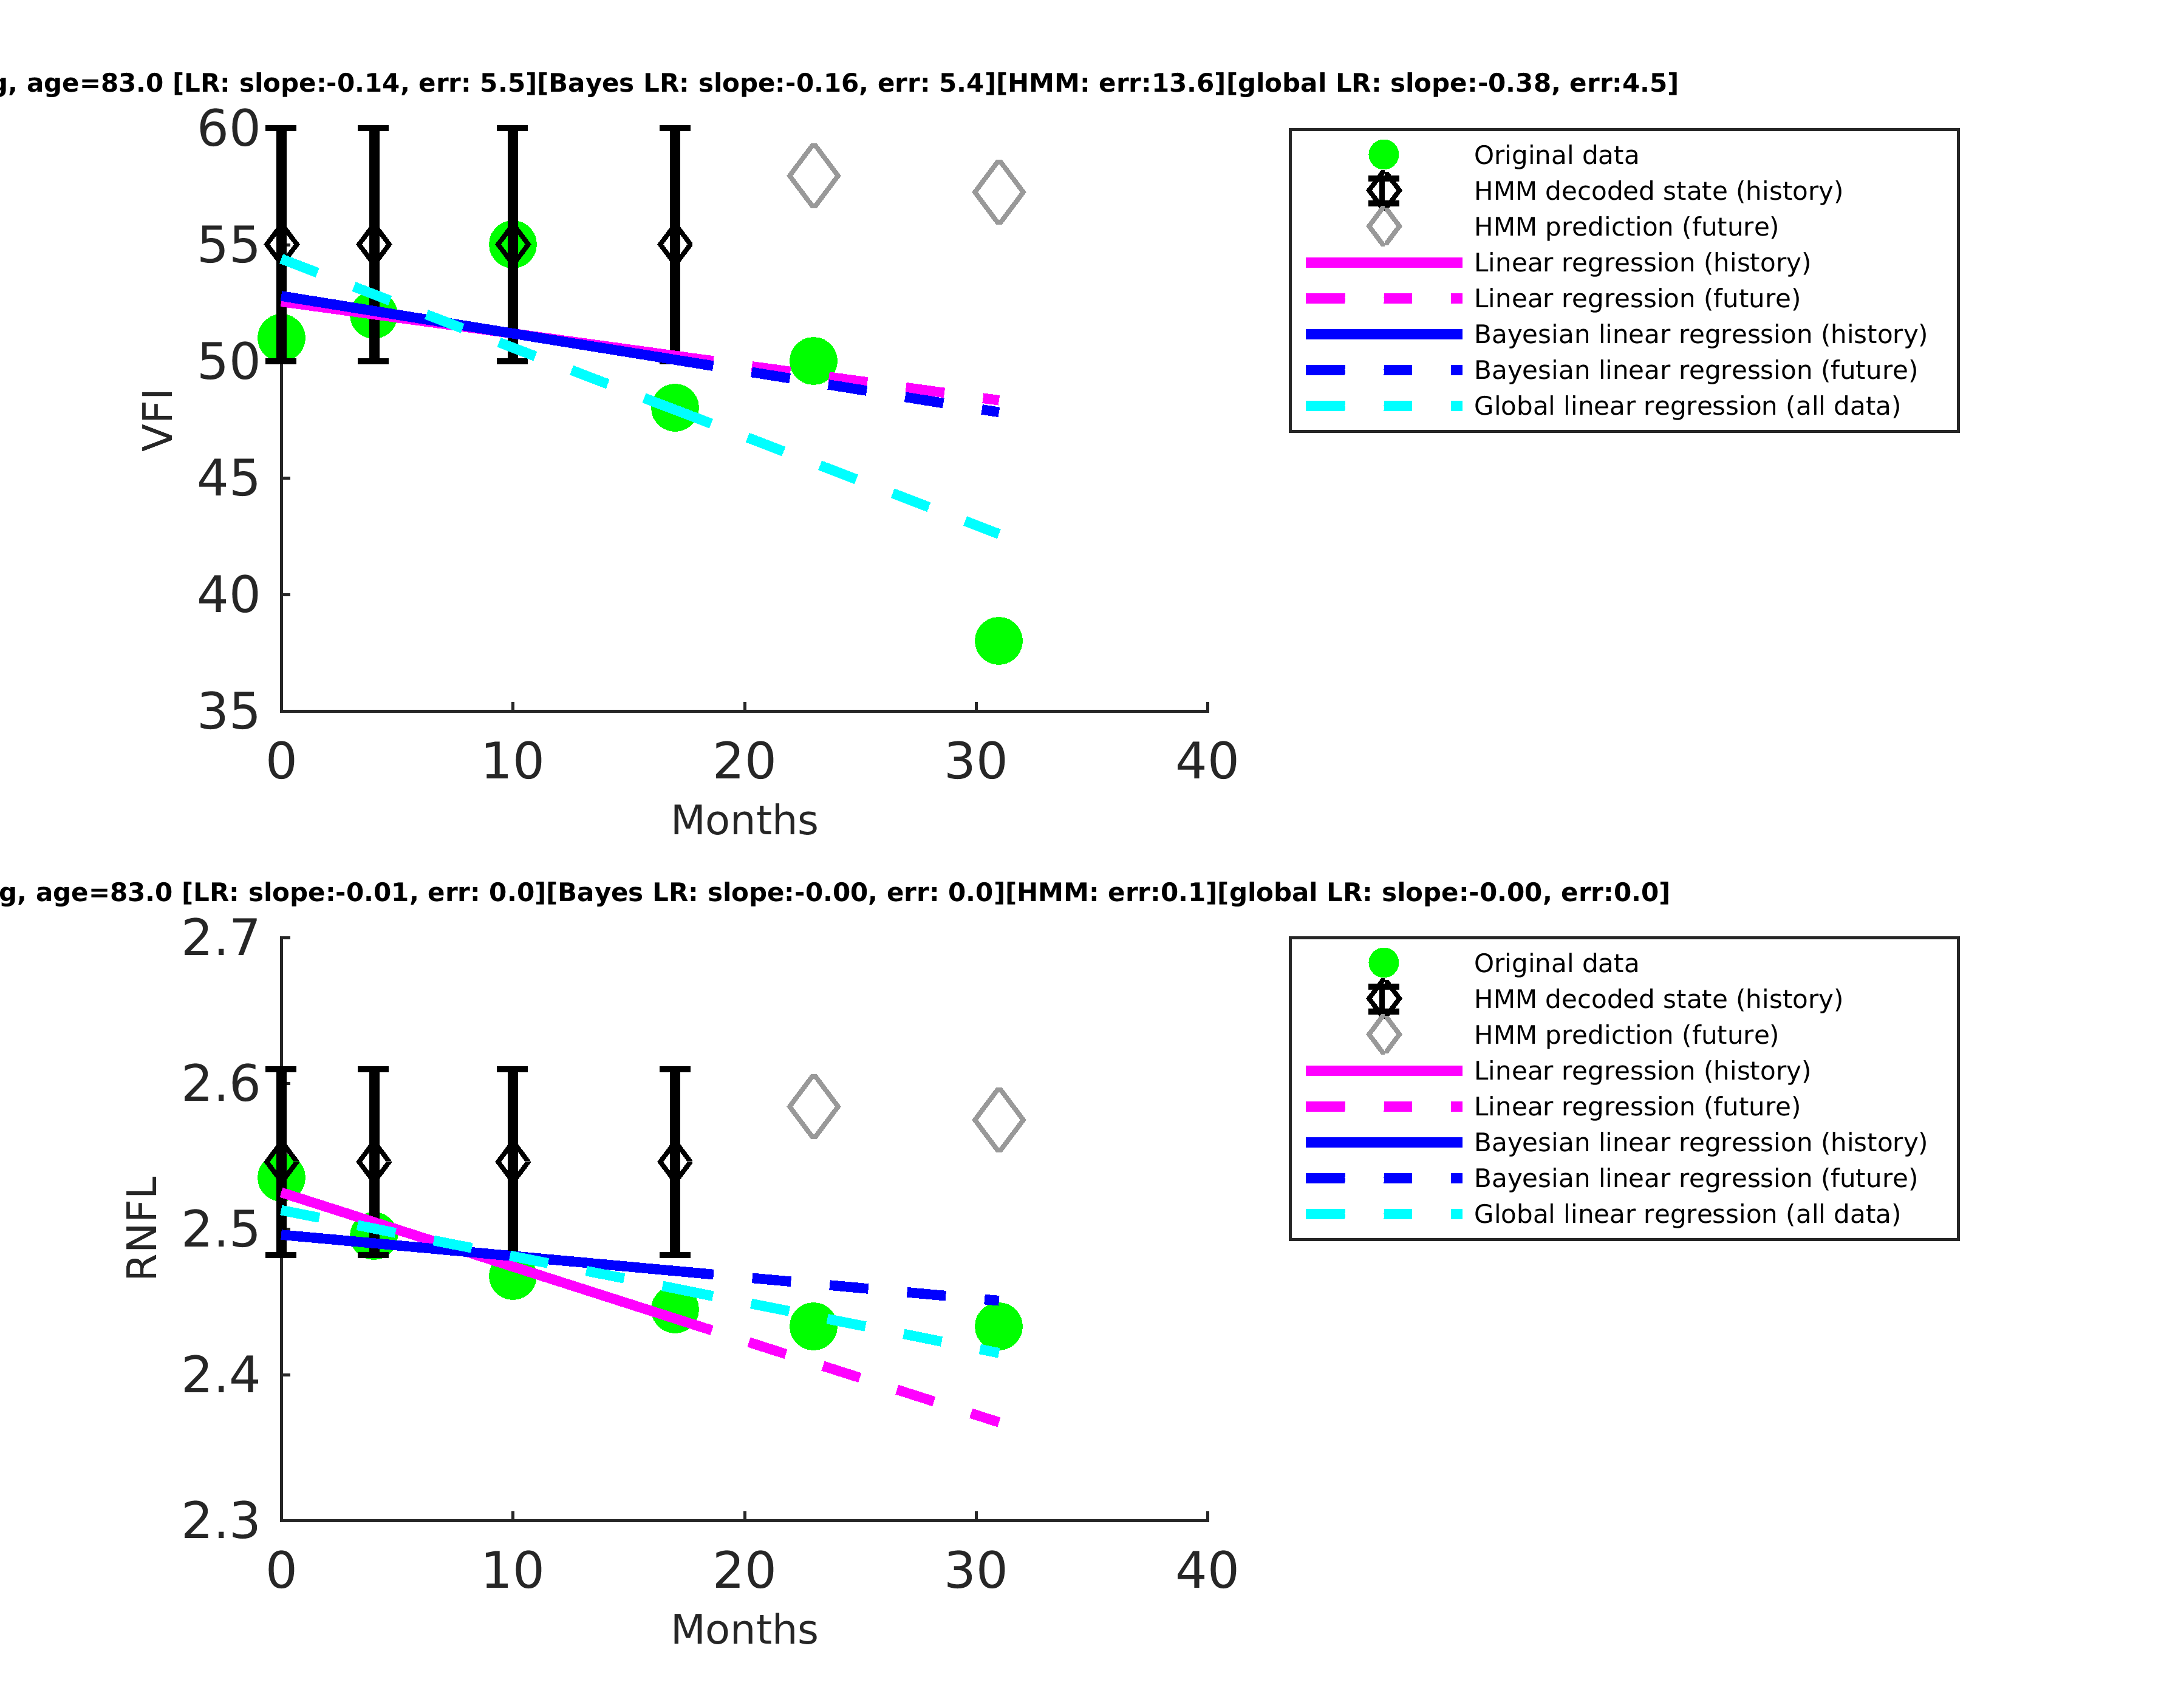 g, age=83.0 [LR: slope:-0.14, err: 5.5][Bayes LR: slope:-0.16, err: 5.4][HMM: err:13.6][global LR: slope:-0.38, err:4.5]
60
55
50
45
40
35
VFI
0 10 20 30 40
Months
Original data
HMM decoded state (history)
HMM prediction (future)
Linear regression (history)
Linear regression (future)
Bayesian linear regression (history)
Bayesian linear regression (future)
Global linear regression (all data)
g, age=83.0 [LR: slope:-0.01, err: 0.0][Bayes LR: slope:-0.00, err: 0.0][HMM: err:0.1][global LR: slope:-0.00, err:0.0]
2.7
2.6
2.5
2.4
2.3
RNFL
0 10 20 30 40
Months
Original data
HMM decoded state (history)
HMM prediction (future)
Linear regression (history)
Linear regression (future)
Bayesian linear regression (history)
Bayesian linear regression (future)
Global linear regression (all data)